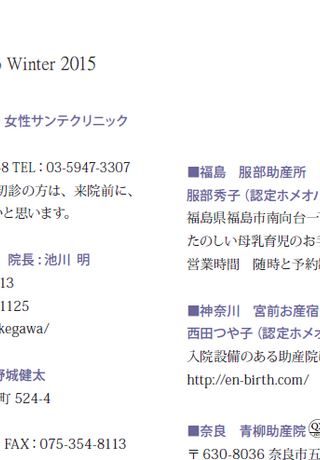 Winter 2015
女性サンテクリニック
8 TEL：03-5947-3307
初診の方は、来院前に、
いと思います。
院長：池川 明
13
1125
kegawa/
野城健太
町 524-4
FAX：075-354-8113
■福島　服部助産所
服部秀子（認定ホメオパ
福島県福島市南向台一丁
たのしい母乳育児のお手
営業時間　随時と予約
■神奈川　宮前お産宿
西田つや子（認定ホメオ
入院設備のある助産院
http://en-birth.com/
■奈良　青柳助産院
〒630-8036 奈良市五